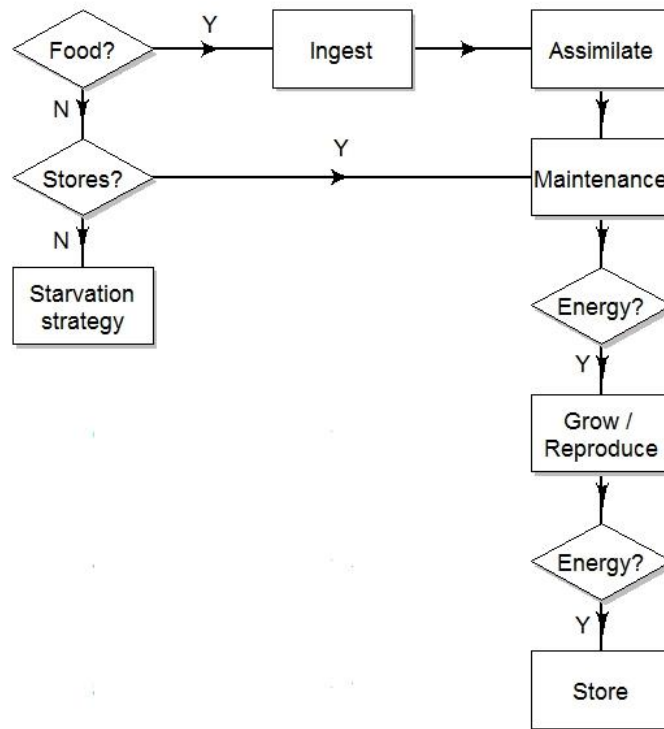 Food?
Y
Ingest
Assimilate
N
Stores?
Y
Maintenance
N
Starvation
strategy
Energy?
Y
Grow /
Reproduce
Energy?
Y
Store